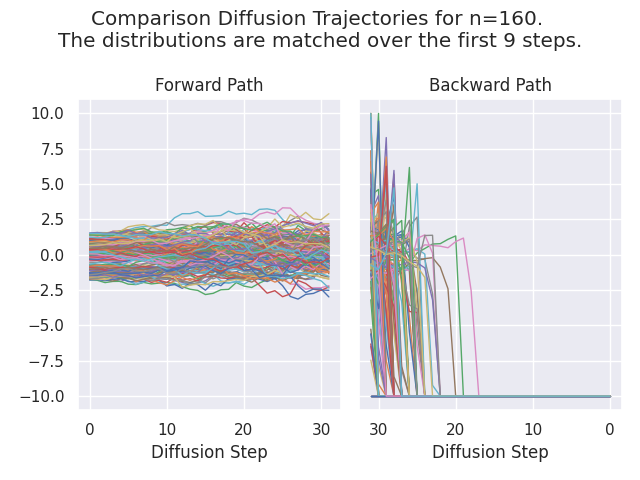 Comparison Diffusion Trajectories for n=160.
The distributions are matched over the first 9 steps.
Forward Path
Backward Path
10.0
7.5
5.0
2.5
0.0
−2.5
−5.0
−7.5
−10.0
0 10 20 30
30 20 10 0
Diffusion Step
Diffusion Step